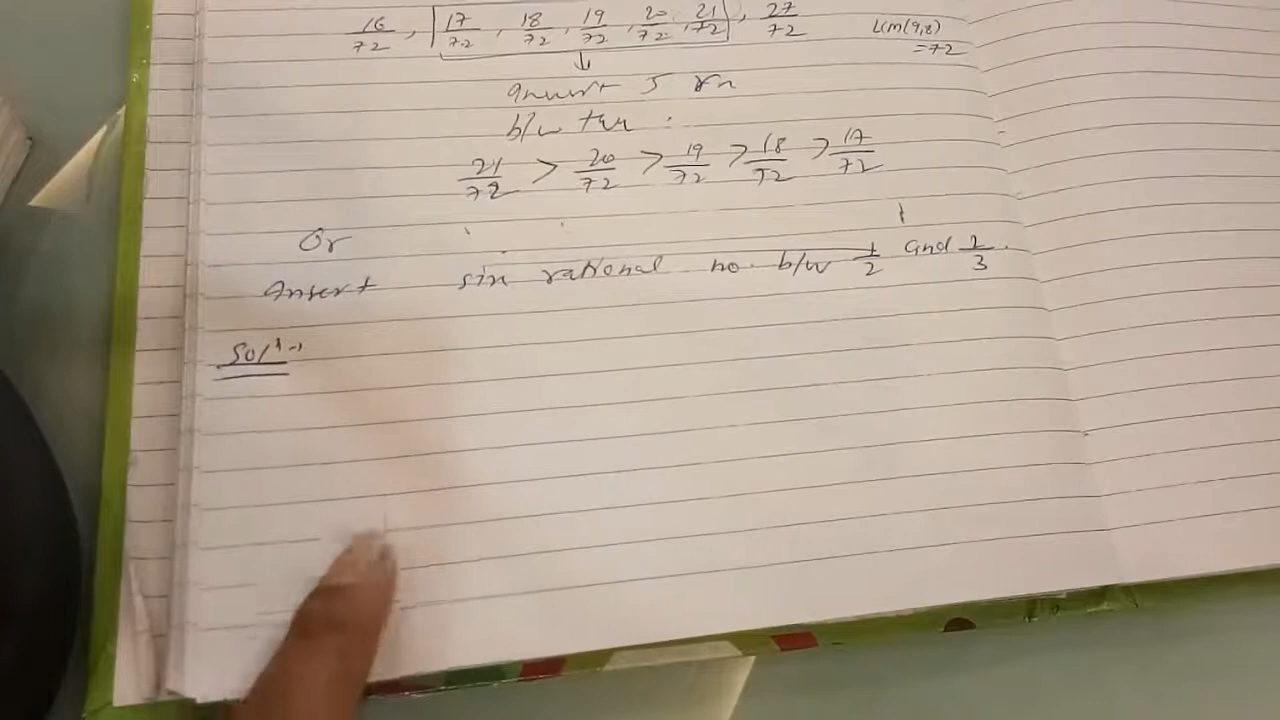 16/72, 17/72, 18/72, 19/72, 20/72, 21/72, 27/72 Lcm(9,8)
=72
Insert 5 rn
b/w
21/72 > 20/72 > 19/72 > 18/72 > 17/72
Or
Insert six rational no. b/w 1/2 and 2/3.
Sol:-